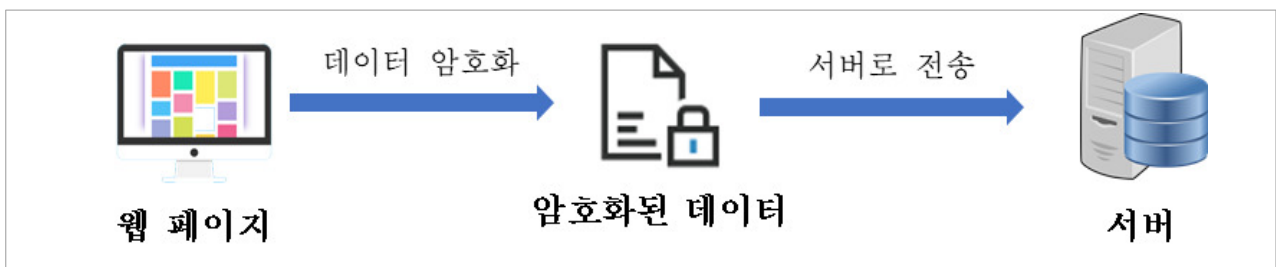 데이터 암호화
서버로 전송
웹 페이지
암호화된 데이터
서버